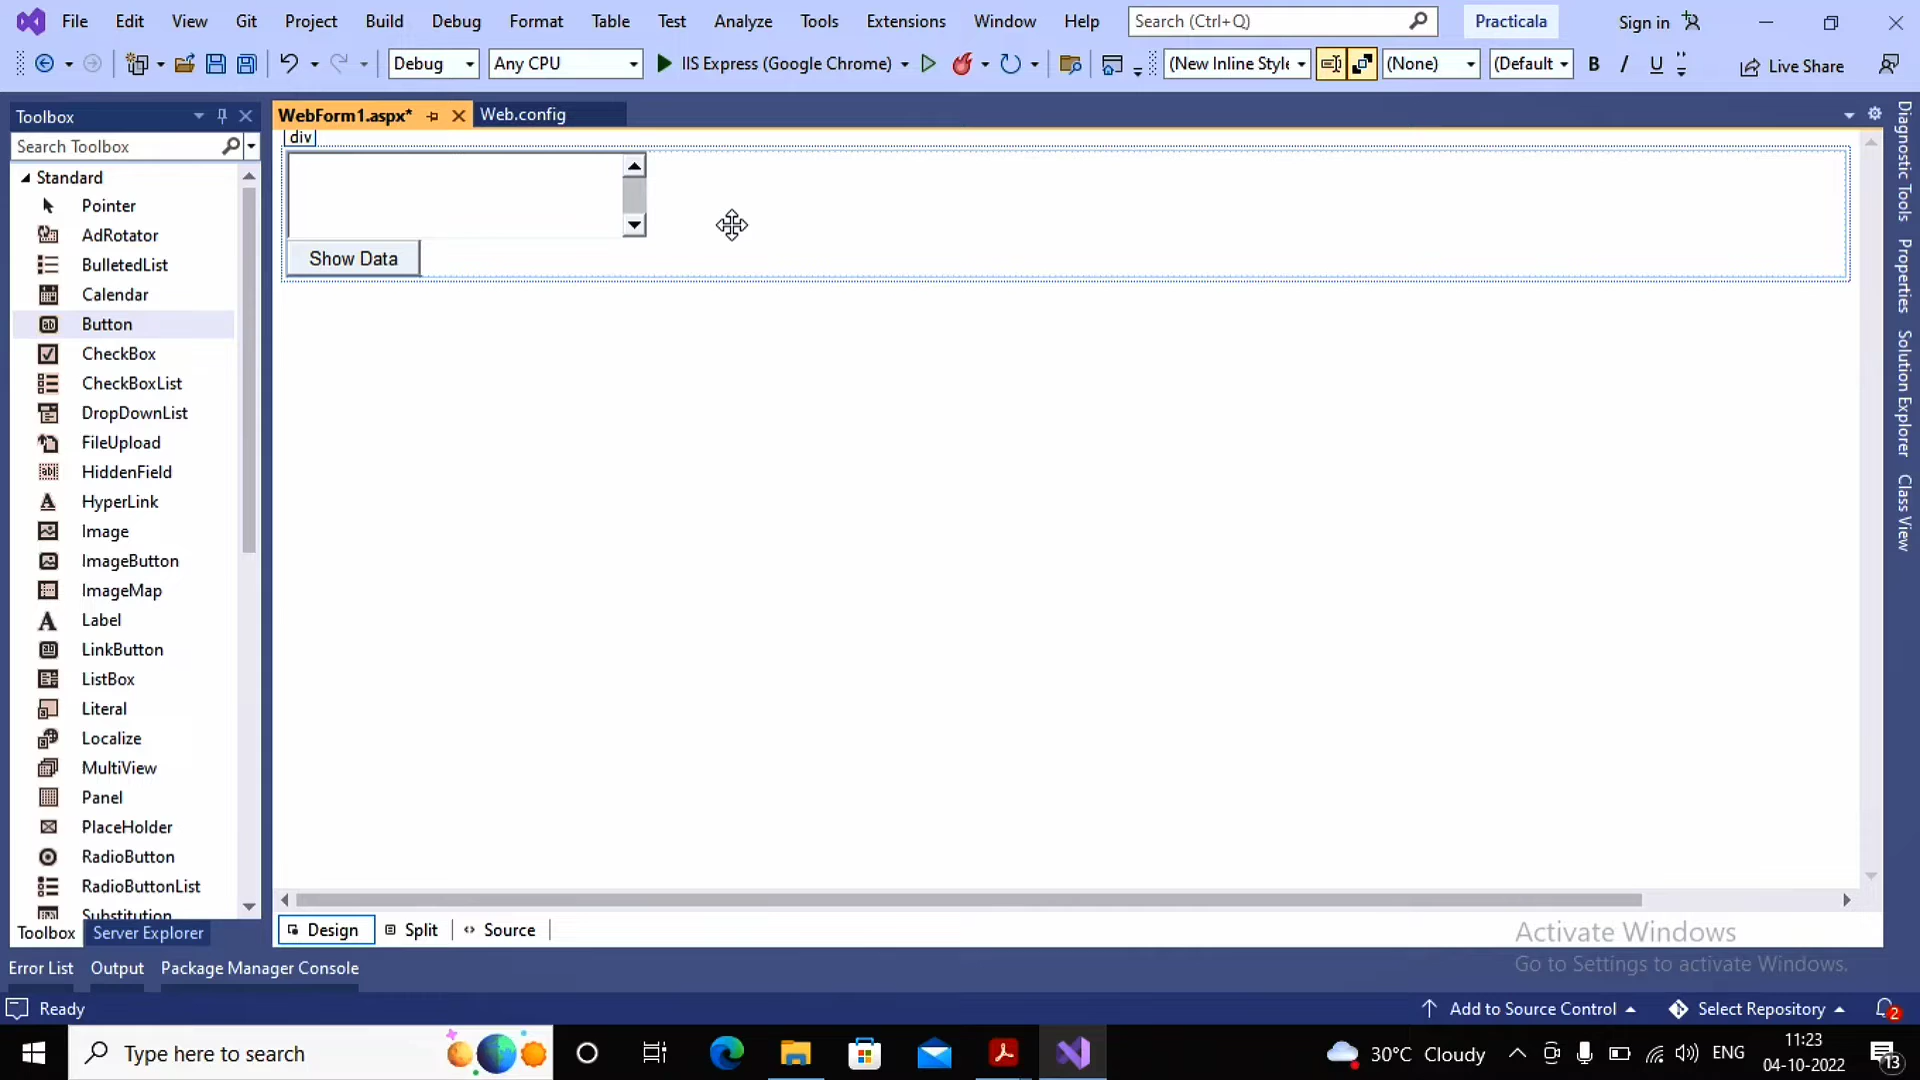 File Edit View Git Project Build Debug Format Table Test Analyze Tools Extensions Window Help Search (Ctrl+Q) Practicala Sign in
Debug Any CPU IIS Express (Google Chrome) (New Inline Style (None) (Default B I U Live Share
Toolbox
Search Toolbox
Standard
Pointer
AdRotator
BulletedList
Calendar
Button
CheckBox
CheckBoxList
DropDownList
FileUpload
HiddenField
HyperLink
Image
ImageButton
ImageMap
Label
LinkButton
ListBox
Literal
Localize
MultiView
Panel
PlaceHolder
RadioButton
RadioButtonList
Substitution
Toolbox Server Explorer
WebForm1.aspx* Web.config
div
Show Data
Design Split Source
Diagnostic Tools
Properties
Solution Explorer
Class View
Activate Windows
Go to Settings to activate Windows.
Error List Output Package Manager Console
Ready Add to Source Control Select Repository 2
Type here to search 30°C Cloudy ENG 11:23
04-10-2022 13